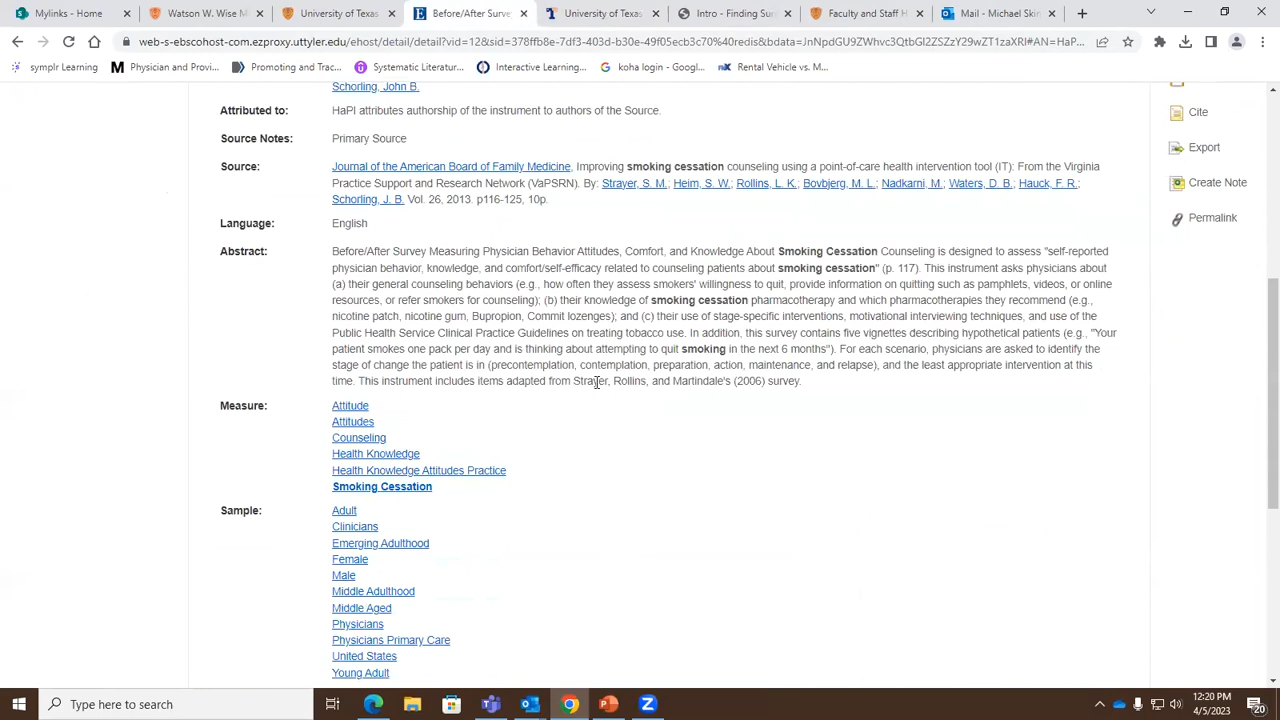 Mylinks
Watson W. Wise M
University of Texas
Before/After Survey
University of Texas
Intro - Finding Sur
Faculty and Staff H
Mail - Michael Skin
web-s-ebscohost-com.ezproxy.uttyler.edu/ehost/detail/detail?vid=12&sid=378ffb8e-7df3-403d-b30e-49f05ecb3c70%40redis&bdata=JnNpdGU9ZWhvc3QtbGl2ZSZzY29wZT1zaXRl#AN=HaP...
symplr Learning
Physician and Provi...
Promoting and Trac...
Systematic Literatur...
Interactive Learning...
koha login - Googl...
Rental Vehicle vs. M...
Schorling, John B.
Attributed to: HaPI attributes authorship of the instrument to authors of the Source.
Source Notes: Primary Source
Source: Journal of the American Board of Family Medicine, Improving smoking cessation counseling using a point-of-care health intervention tool (IT): From the Virginia
Practice Support and Research Network (VaPSRN). By: Strayer, S. M.; Heim, S. W.; Rollins, L. K.; Bovbjerg, M. L.; Nadkarni, M.; Waters, D. B.; Hauck, F. R.;
Schorling, J. B. Vol. 26, 2013. p116-125, 10p.
Language: English
Abstract: Before/After Survey Measuring Physician Behavior Attitudes, Comfort, and Knowledge About Smoking Cessation Counseling is designed to assess "self-reported
physician behavior, knowledge, and comfort/self-efficacy related to counseling patients about smoking cessation" (p. 117). This instrument asks physicians about
(a) their general counseling behaviors (e.g., how often they assess smokers' willingness to quit, provide information on quitting such as pamphlets, videos, or online
resources, or refer smokers for counseling); (b) their knowledge of smoking cessation pharmacotherapy and which pharmacotherapies they recommend (e.g.,
nicotine patch, nicotine gum, Bupropion, Commit lozenges); and (c) their use of stage-specific interventions, motivational interviewing techniques, and use of the
Public Health Service Clinical Practice Guidelines on treating tobacco use. In addition, this survey contains five vignettes describing hypothetical patients (e.g., "Your
patient smokes one pack per day and is thinking about attempting to quit smoking in the next 6 months"). For each scenario, physicians are asked to identify the
stage of change the patient is in (precontemplation, contemplation, preparation, action, maintenance, and relapse), and the least appropriate intervention at this
time. This instrument includes items adapted from Strayer, Rollins, and Martindale's (2006) survey.
Measure: Attitude
Attitudes
Counseling
Health Knowledge
Health Knowledge Attitudes Practice
Smoking Cessation
Sample: Adult
Clinicians
Emerging Adulthood
Female
Male
Middle Adulthood
Middle Aged
Physicians
Physicians Primary Care
United States
Young Adult
Cite
Export
Create Note
Permalink
Type here to search
12:20 PM
4/5/2023
20